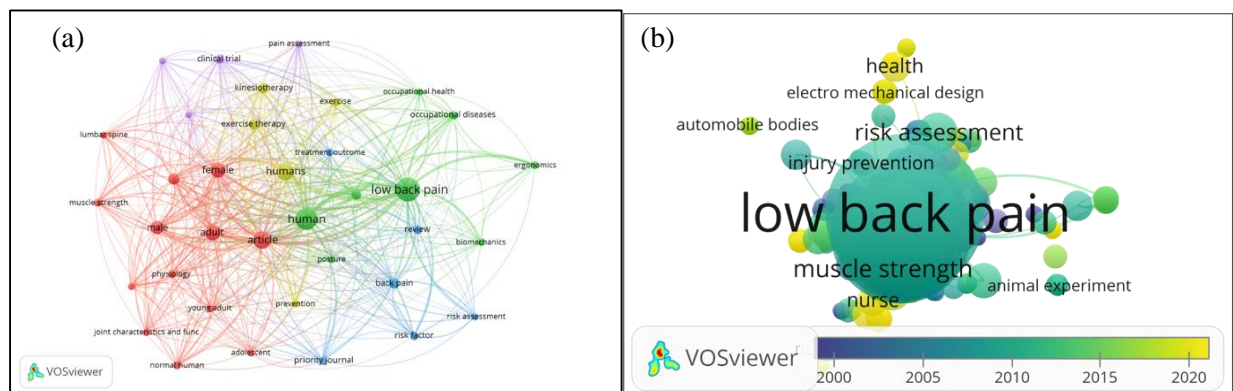 (a)
pain assessment
clinical trial
kinesiotherapy
exercise
occupational health
occupational diseases
exercise therapy
lumbar spine
treatment outcome
ergonomics
female
humans
low back pain
muscle strength
human
male
adult
article
review
biomechanics
posture
physiology
back pain
young adult
prevention
risk assessment
joint characteristics and func
risk factor
adolescent
priority journal
normal human
VOSviewer
(b)
health
electro mechanical design
automobile bodies
risk assessment
injury prevention
low back pain
muscle strength
animal experiment
nurse
VOSviewer
2000 2005 2010 2015 2020